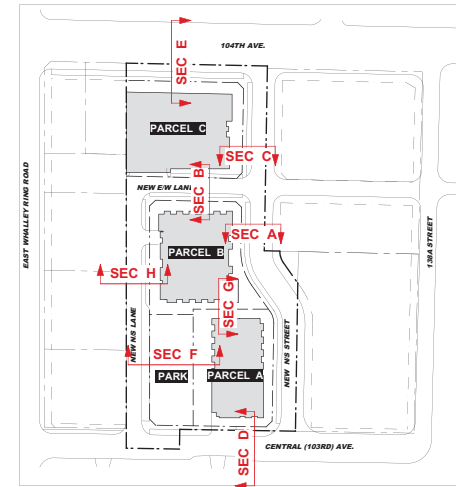 104TH AVE.
SEC E
PARCEL C
SEC C
SEC B
NEW E/W LANE
EAST WHALLEY RING ROAD
138A STREET
SEC A
PARCEL B
SEC H
SEC G
NEW N/S LANE
NEW N/S STREET
SEC F
PARK
PARCEL A
SEC D
CENTRAL (103RD) AVE.